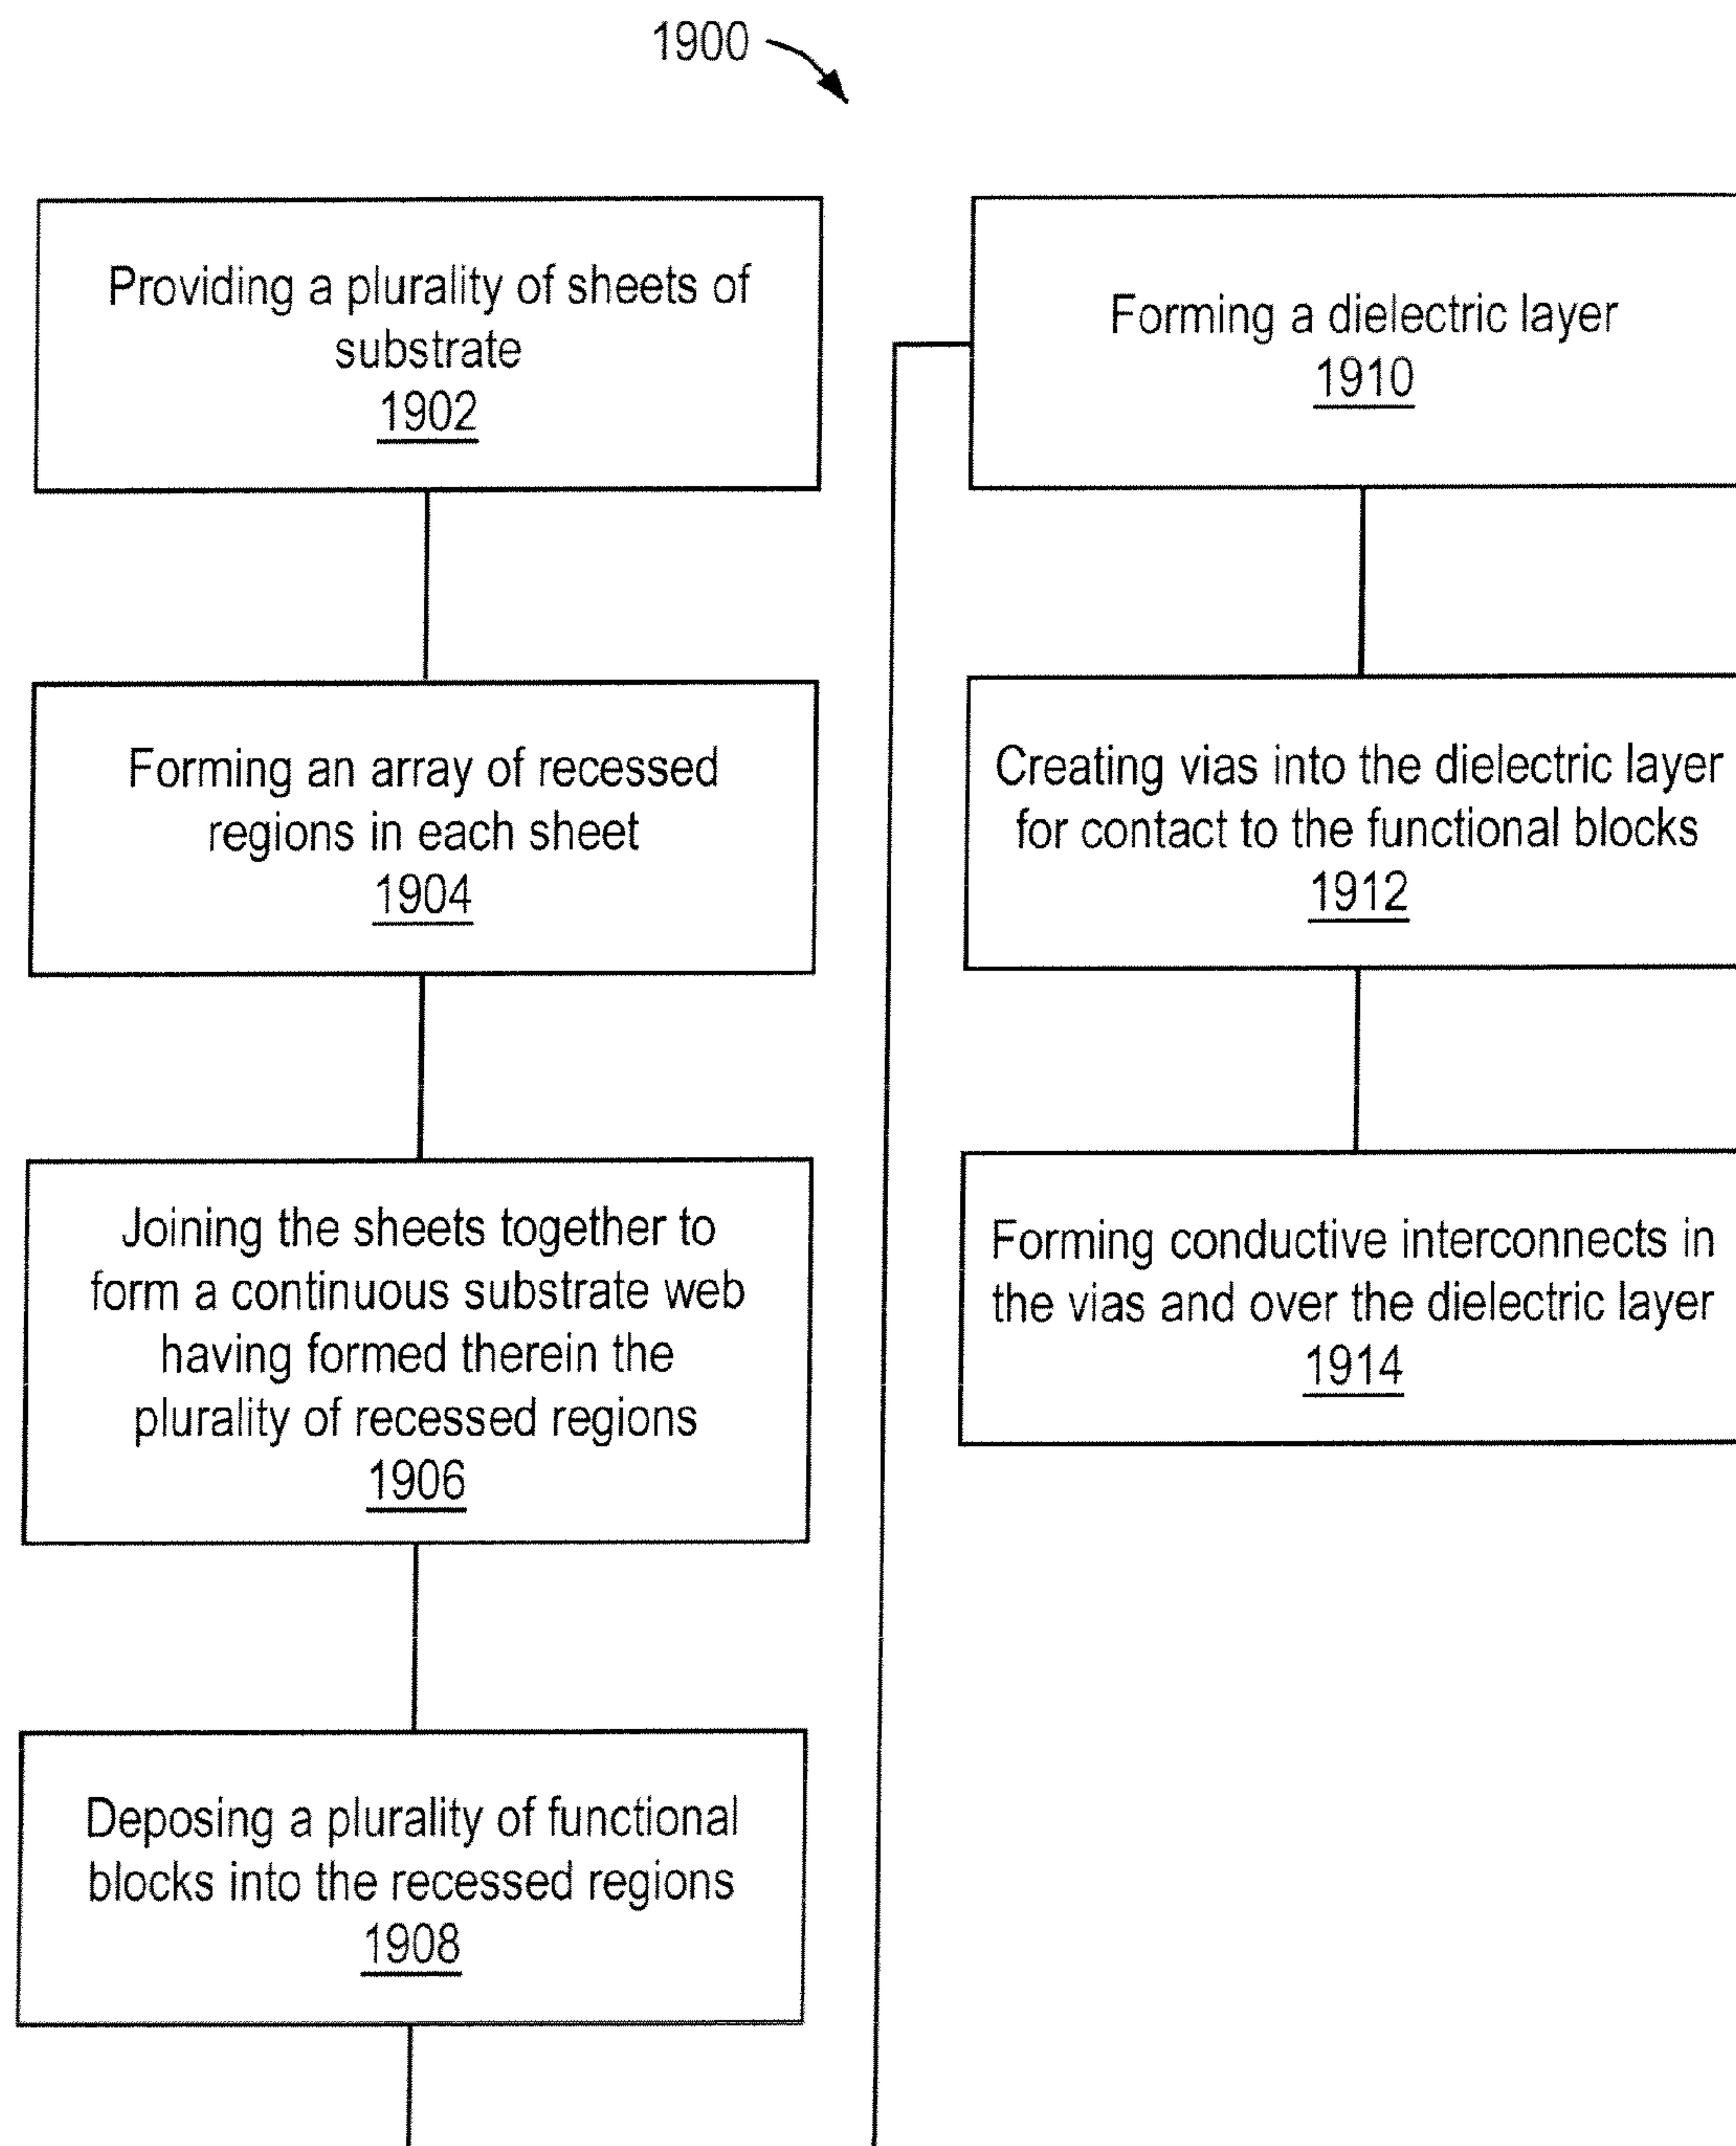 1900
Providing a plurality of sheets of
substrate
1902
Forming an array of recessed
regions in each sheet
1904
Joining the sheets together to
form a continuous substrate web
having formed therein the
plurality of recessed regions
1906
Deposing a plurality of functional
blocks into the recessed regions
1908
Forming a dielectric layer
1910
Creating vias into the dielectric layer
for contact to the functional blocks
1912
Forming conductive interconnects in
the vias and over the dielectric layer
1914